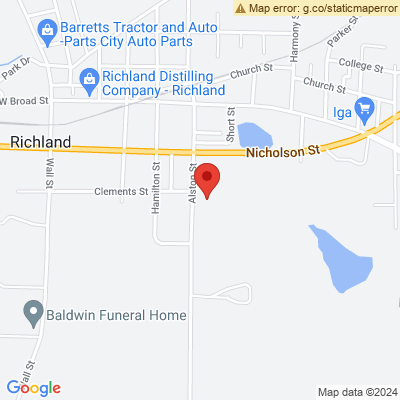 Map error: g.co/staticmaperror
Barretts Tractor and Auto
-Parts City Auto Parts
Park Dr
Harmony S
Parker St
College St
Church St
Church St
Richland Distilling
Company - Richland
W Broad St
Short St
Iga
Richland
Nicholson St
Wall St
Clements St
Hamilton St
Alston St
Baldwin Funeral Home
all St
Google
Map data ©2024